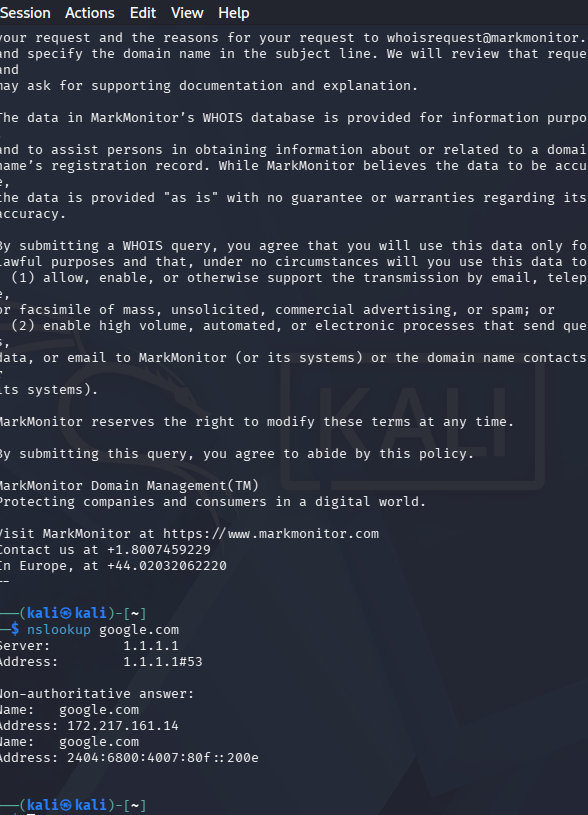 Session Actions Edit View Help
your request and the reasons for your request to whoisrequest@markmonitor.
and specify the domain name in the subject line. We will review that reque
and
may ask for supporting documentation and explanation.
The data in MarkMonitor's WHOIS database is provided for information purpo
and to assist persons in obtaining information about or related to a domai
name's registration record. While MarkMonitor believes the data to be accu
e,
the data is provided "as is" with no guarantee or warranties regarding its
accuracy.
By submitting a WHOIS query, you agree that you will use this data only fo
lawful purposes and that, under no circumstances will you use this data to
(1) allow, enable, or otherwise support the transmission by email, telep
e,
or facsimile of mass, unsolicited, commercial advertising, or spam; or
(2) enable high volume, automated, or electronic processes that send que
s,
data, or email to MarkMonitor (or its systems) or the domain name contacts
r
its systems).
MarkMonitor reserves the right to modify these terms at any time.
By submitting this query, you agree to abide by this policy.
MarkMonitor Domain Management(TM)
Protecting companies and consumers in a digital world.
Visit MarkMonitor at https://www.markmonitor.com
Contact us at +1.8007459229
In Europe, at +44.02032062220
--
──(kali㉿kali)-[~]
─$ nslookup google.com
Server: 1.1.1.1
Address: 1.1.1.1#53
Non-authoritative answer:
Name: google.com
Address: 172.217.161.14
Name: google.com
Address: 2404:6800:4007:80f::200e
──(kali㉿kali)-[~]
KALI